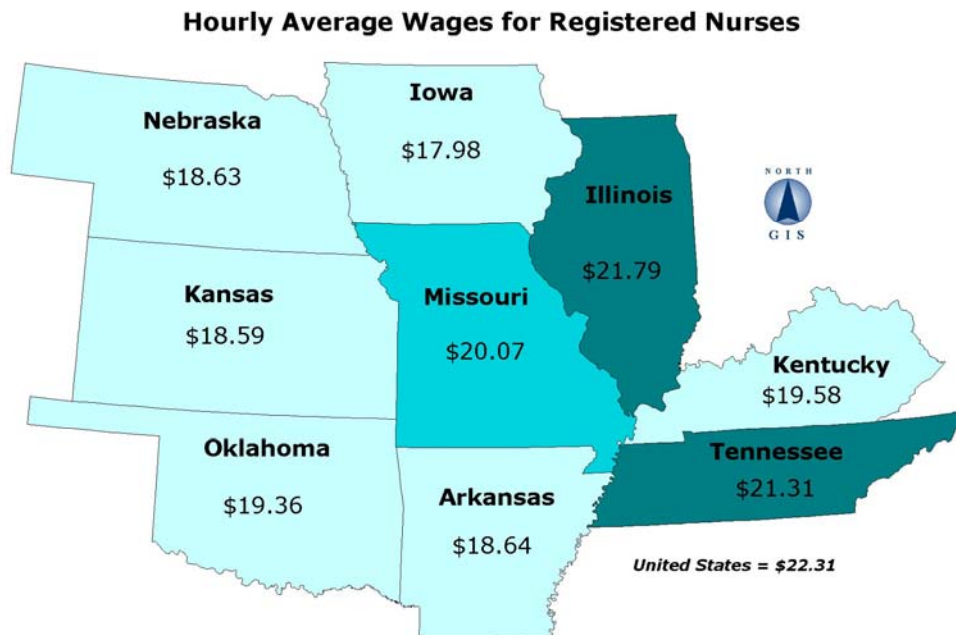 Hourly Average Wages for Registered Nurses
Iowa
$17.98
Nebraska
$18.63
Illinois
$21.79
NORTH
GIS
Kansas
$18.59
Missouri
$20.07
Kentucky
$19.58
Oklahoma
$19.36
Tennessee
$21.31
Arkansas
$18.64
United States = $22.31